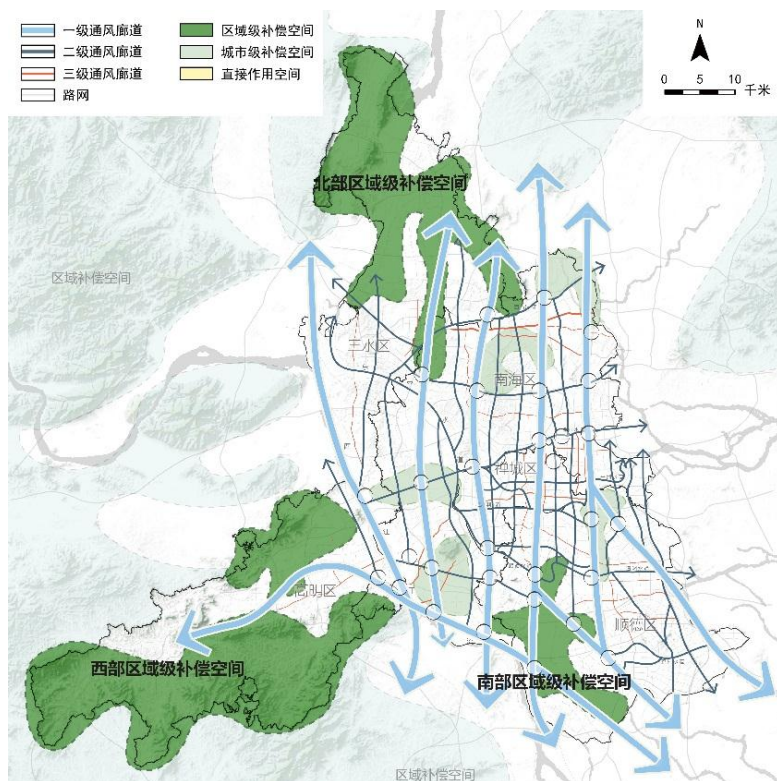 一级通风廊道
二级通风廊道
三级通风廊道
路网
区域级补偿空间
城市级补偿空间
直接作用空间
N
0 5 10
千米
北部区域级补偿空间
区域补偿空间
三水区
南海区
禅城区
高明区
顺德区
西部区域级补偿空间
南部区域级补偿空间
区域补偿空间